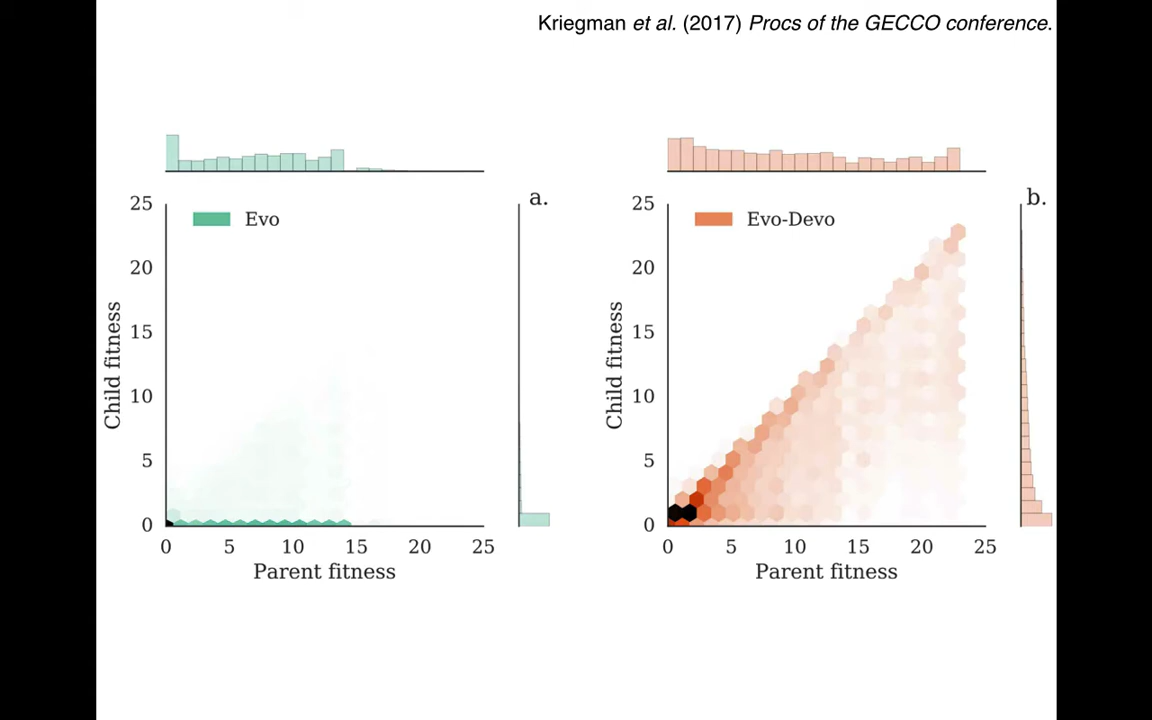 Kriegman et al. (2017) Procs of the GECCO conference.
a.
Evo
25
20
15
10
5
0
Child fitness
0 5 10 15 20 25
Parent fitness
b.
Evo-Devo
25
20
15
10
5
0
Child fitness
0 5 10 15 20 25
Parent fitness